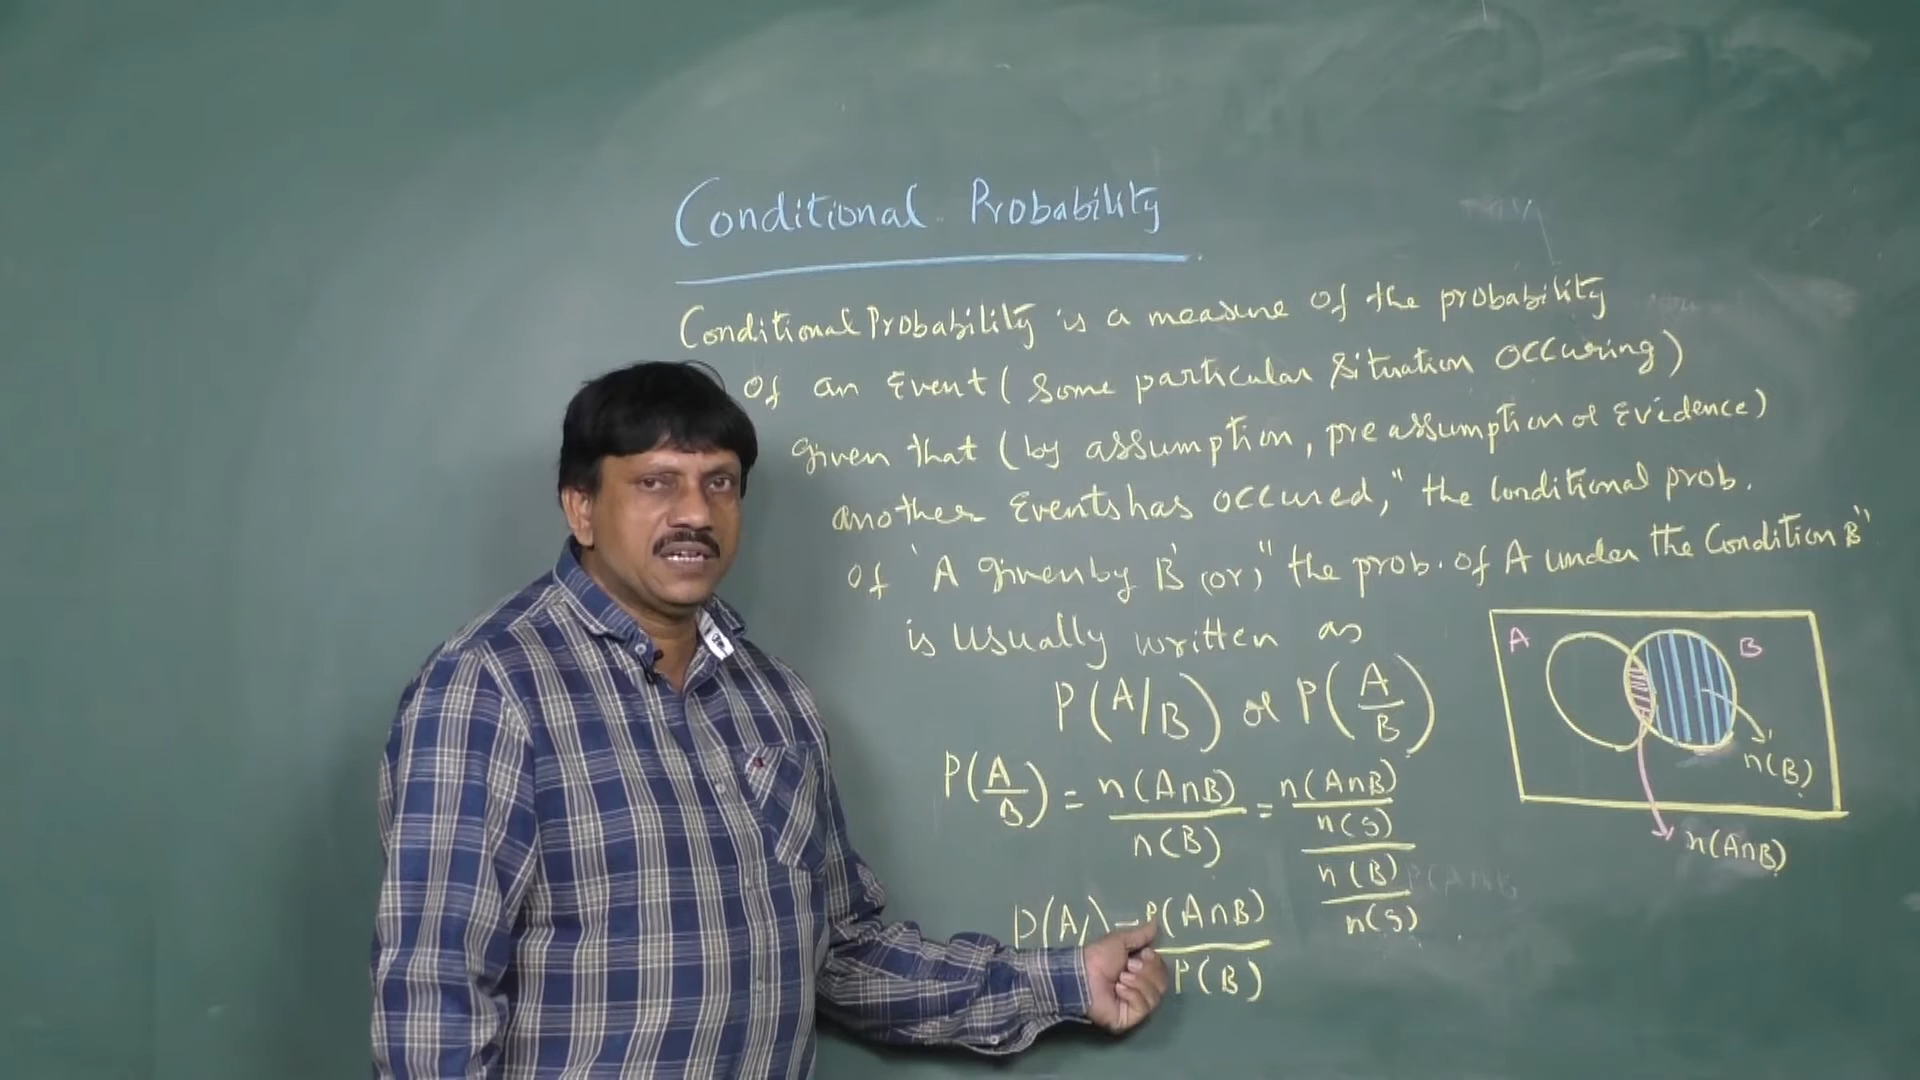 Conditional Probability
Conditional Probability is a measure of the probability
of an Event (Some particular Situation occuring)
given that (by assumption, pre assumption or Evidence)
another Events has occured," the conditional prob.
of 'A given by B' (or) "the prob. of A under the Condition B"
is usually written as
P(A/B) or P(A/B)
P(A/B) = n(A∩B)/n(B) = n(A∩B)/n(S) / n(B)/n(S)
P(A/ ) = P(A∩B)/P(B)
A
B
n(B)
n(A∩B)